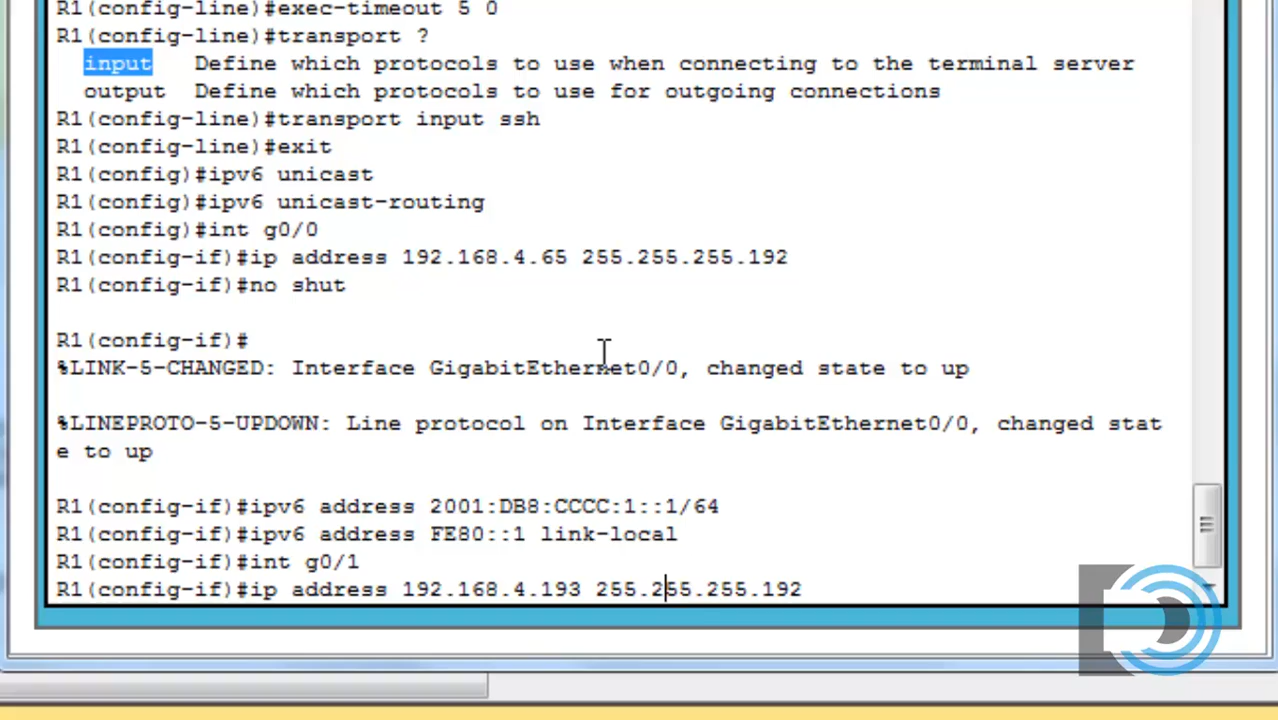 R1(config-line)#exec-timeout 5 0
R1(config-line)#transport ?
input Define which protocols to use when connecting to the terminal server
output Define which protocols to use for outgoing connections
R1(config-line)#transport input ssh
R1(config-line)#exit
R1(config)#ipv6 unicast
R1(config)#ipv6 unicast-routing
R1(config)#int g0/0
R1(config-if)#ip address 192.168.4.65 255.255.255.192
R1(config-if)#no shut
R1(config-if)#
%LINK-5-CHANGED: Interface GigabitEthernet0/0, changed state to up
%LINEPROTO-5-UPDOWN: Line protocol on Interface GigabitEthernet0/0, changed stat
e to up
R1(config-if)#ipv6 address 2001:DB8:CCCC:1::1/64
R1(config-if)#ipv6 address FE80::1 link-local
R1(config-if)#int g0/1
R1(config-if)#ip address 192.168.4.193 255.255.255.192